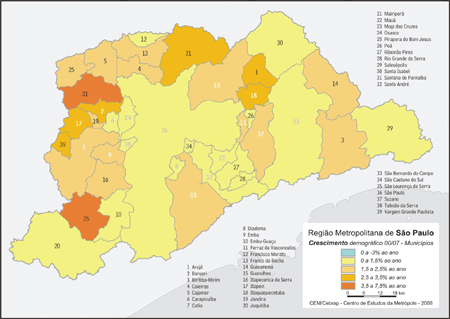 21 Mairiporã
22 Mauá
23 Mogi das Cruzes
24 Osasco
25 Pirapora do Bom Jesus
26 Poá
27 Ribeirão Pires
28 Rio Grande da Serra
29 Salesópolis
30 Santa Isabel
31 Santana de Parnaíba
32 Santo André
33 São Bernardo do Campo
34 São Caetano do Sul
35 São Lourenço da Serra
36 São Paulo
37 Suzano
38 Taboão da Serra
39 Vargem Grande Paulista
8 Diadema
9 Embu
10 Embu-Guaçu
11 Ferraz de Vasconcelos
12 Francisco Morato
13 Franco da Rocha
14 Guararema
15 Guarulhos
16 Itapecerica da Serra
17 Itapevi
18 Itaquaquecetuba
19 Jandira
20 Juquitiba
1 Arujá
2 Barueri
3 Biritiba-Mirim
4 Caieiras
5 Cajamar
6 Carapicuíba
7 Cotia
Região Metropolitana de São Paulo
Crescimento demográfico 00/07 - Municípios
0 a -3% ao ano
0 a 1,5% ao ano
1,5 a 2,5% ao ano
2,5 a 3,5% ao ano
3,5 a 7,5% ao ano
0 6 12 18 km
CEM/Cebrap - Centro de Estudos da Metrópole - 2008
12
21
30
25
5
13
4
31
15
1
18
14
17
2
19
26
29
39
7
9
36
37
3
24
16
34
33
35
10
20